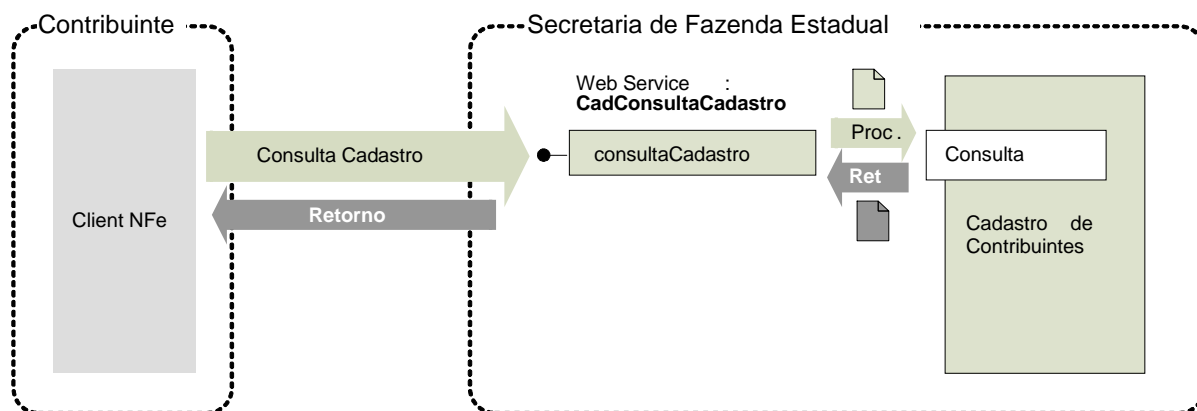 Contribuinte
Secretaria de Fazenda Estadual
Web Service :
CadConsultaCadastro
Consulta Cadastro
consultaCadastro
Proc .
Consulta
Ret
Retorno
Client NFe
Cadastro de
Contribuintes